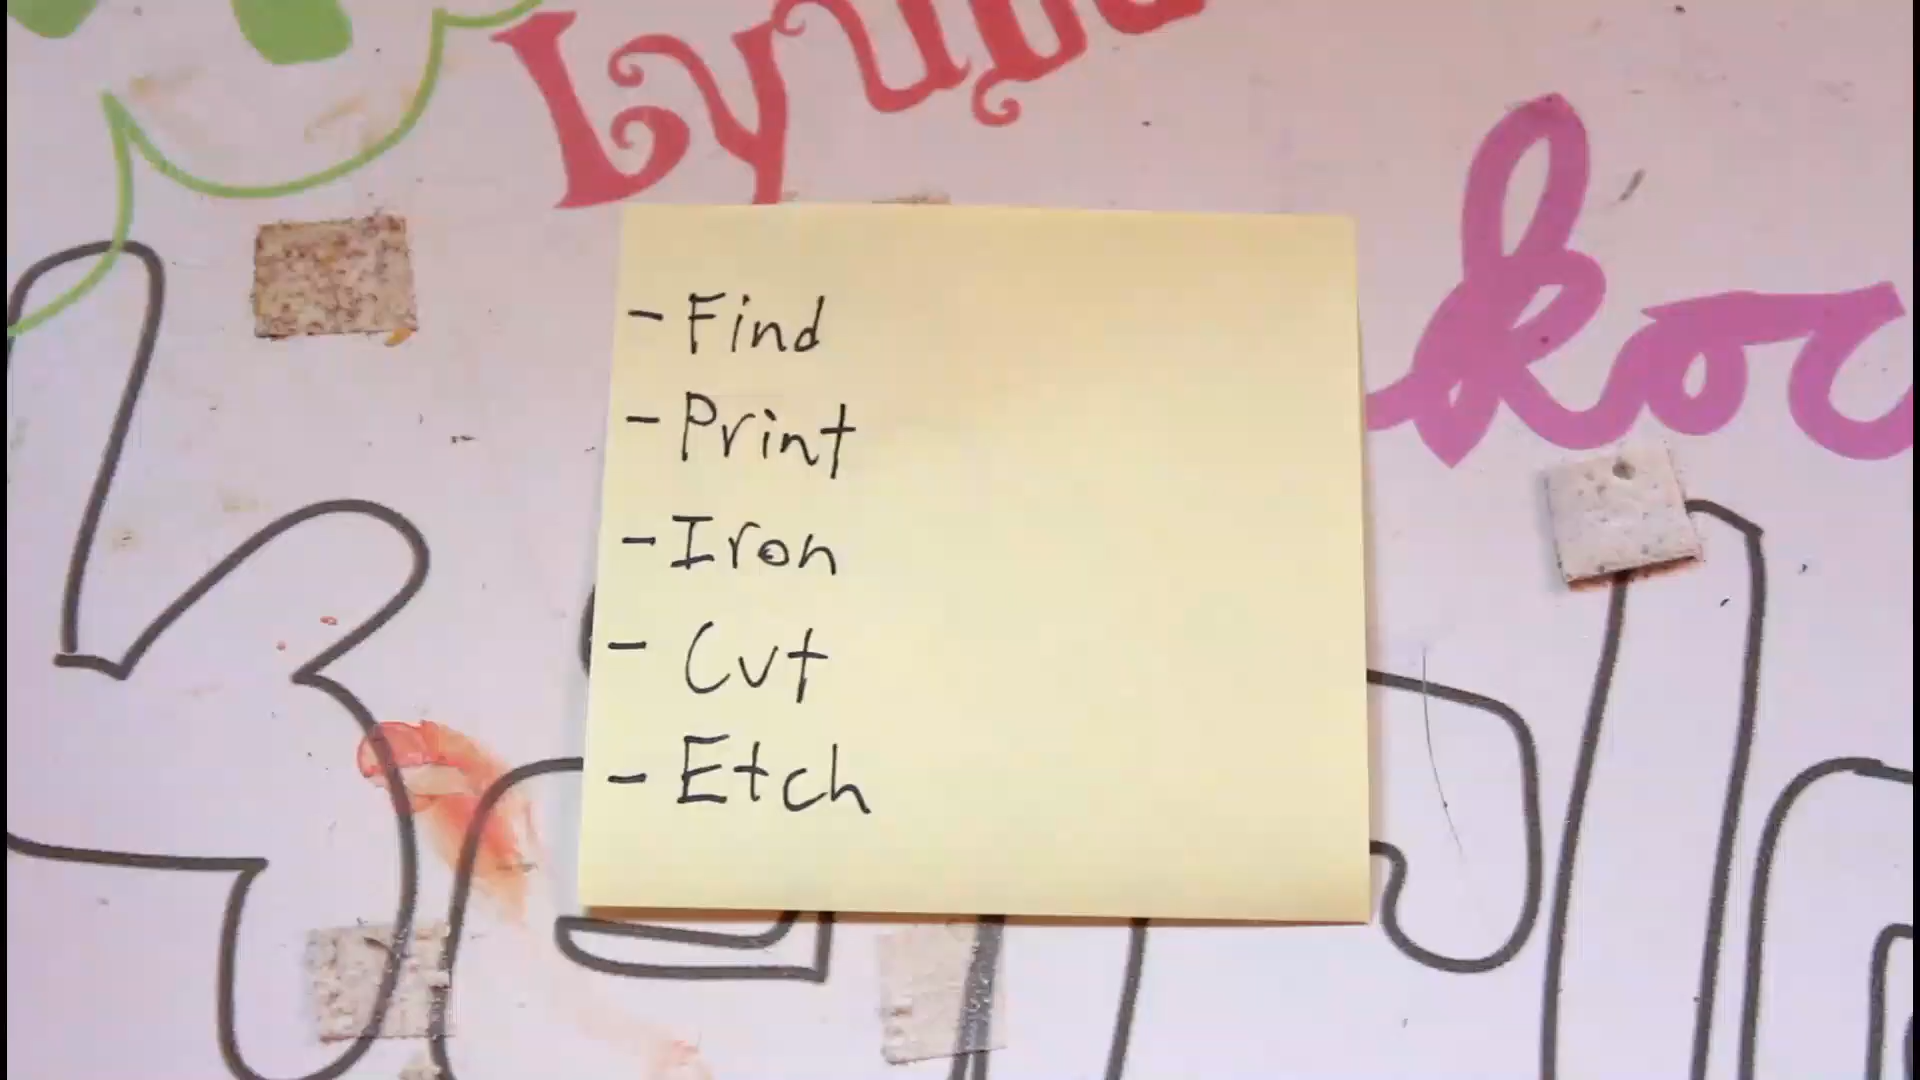 - Find
- Print
- Iron
- Cut
- Etch